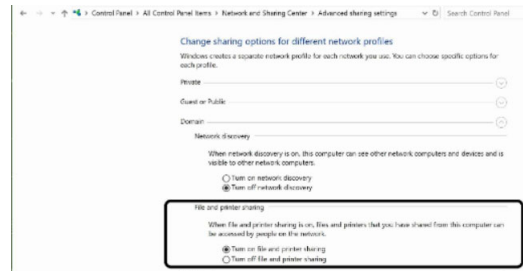 Control Panel > All Control Panel Items > Network and Sharing Center > Advanced sharing settings
Search Control Panel
Change sharing options for different network profiles
Windows creates a separate network profile for each network you use. You can choose specific options for
each profile.
Private
Guest or Public
Domain
Network discovery
When network discovery is on, this computer can see other network computers and devices and is
visible to other network computers.
Turn on network discovery
Turn off network discovery
File and printer sharing
When file and printer sharing is on, files and printers that you have shared from this computer can
be accessed by people on the network.
Turn on file and printer sharing
Turn off file and printer sharing